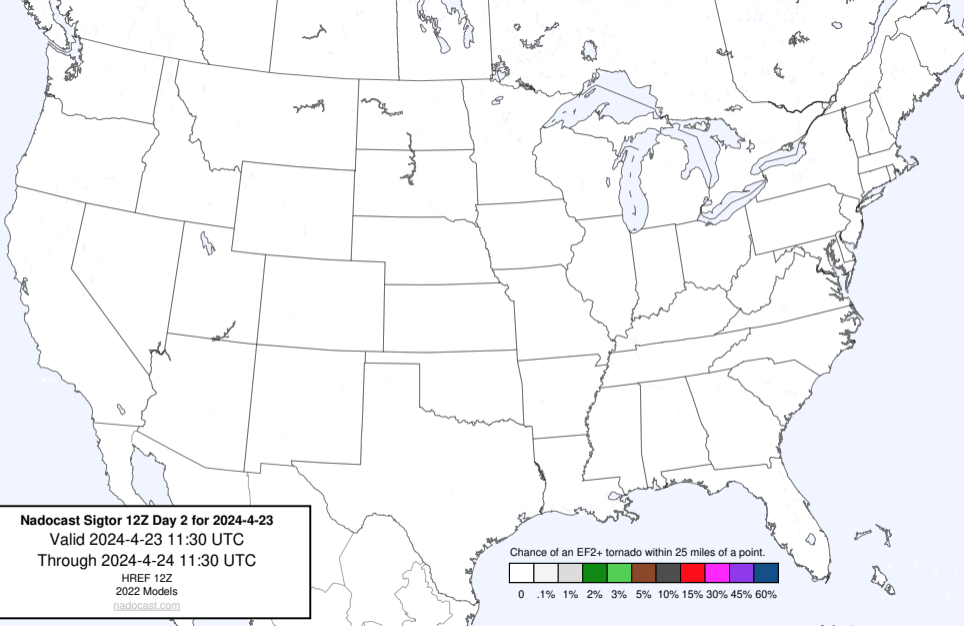 Nadocast Sigtor 12Z Day 2 for 2024-4-23
Valid 2024-4-23 11:30 UTC
Through 2024-4-24 11:30 UTC
HREF 12Z
2022 Models
nadocast.com
Chance of an EF2+ tornado within 25 miles of a point.
0 .1% 1% 2% 3% 5% 10% 15% 30% 45% 60%